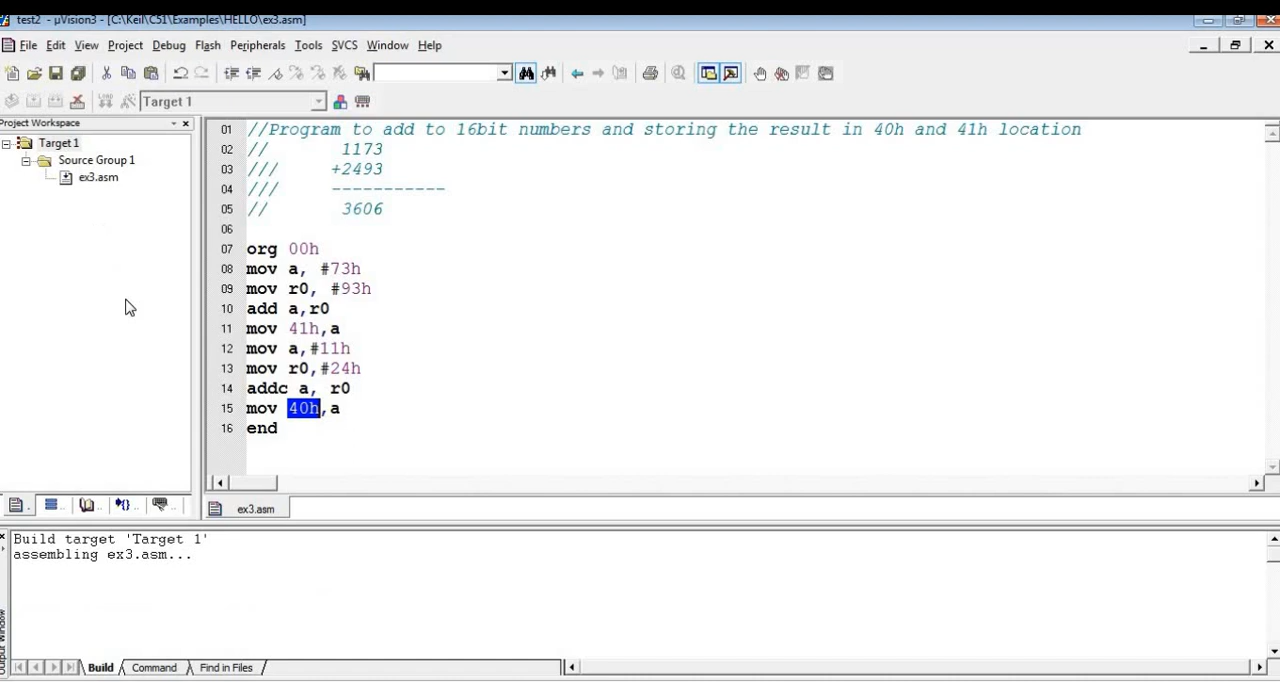 test2 - µVision3 - [C:\Keil\C51\Examples\HELLO\ex3.asm]
File Edit View Project Debug Flash Peripherals Tools SVCS Window Help
Target 1
Project Workspace
Target 1
Source Group 1
ex3.asm
01 //Program to add to 16bit numbers and storing the result in 40h and 41h location
02 // 1173
03 /// +2493
04 /// -----------
05 // 3606
06
07 org 00h
08 mov a, #73h
09 mov r0, #93h
10 add a,r0
11 mov 41h,a
12 mov a,#11h
13 mov r0,#24h
14 addc a, r0
15 mov 40h,a
16 end
ex3.asm
Build target 'Target 1'
assembling ex3.asm...
Output Window
Build Command Find in Files